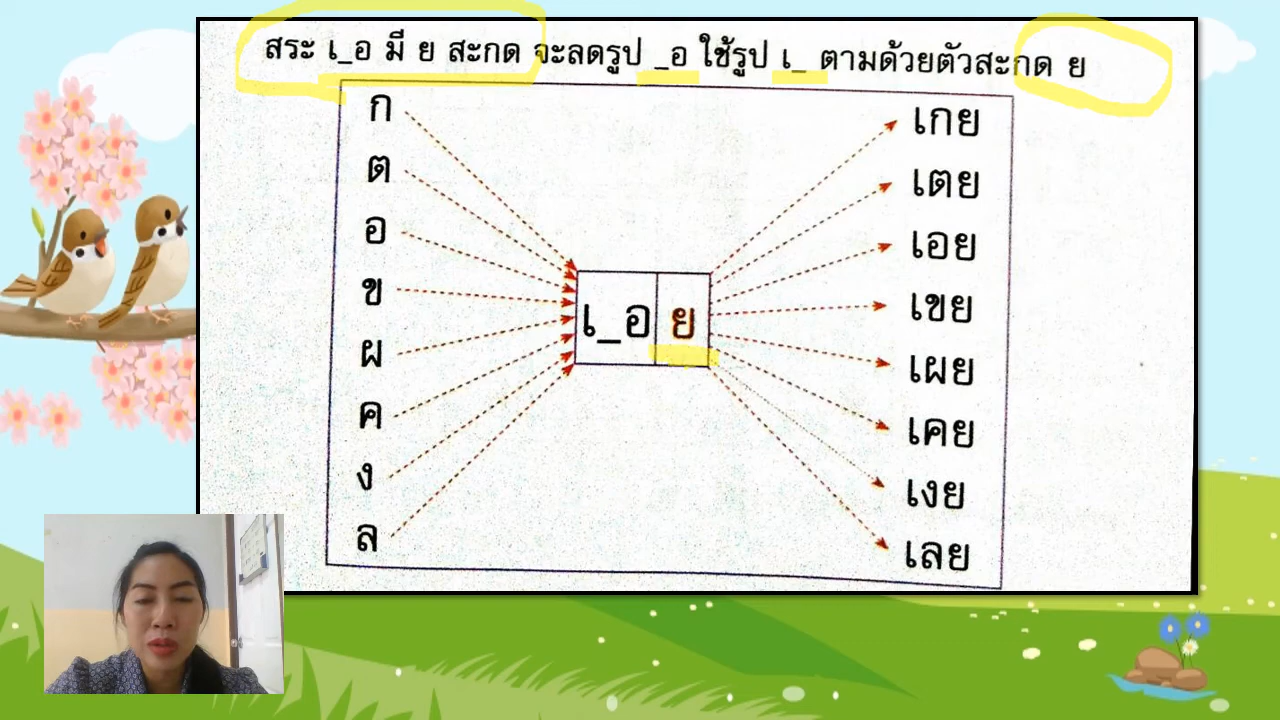 สระ เ_อ มี ย สะกด จะลดรูป _อ ใช้รูป เ_ ตามด้วยตัวสะกด ย
ก เกย
ต เตย
อ เอย
ข เขย
เ_อ ย
ผ เผย
ค เคย
ง เงย
ล เลย